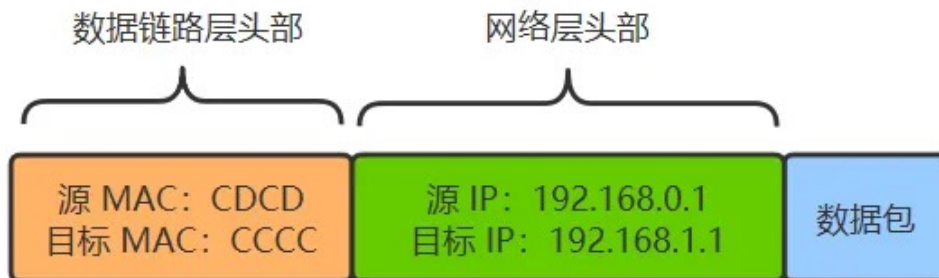 数据链路层头部
网络层头部
源 MAC：CDCD
目标 MAC：CCCC
源 IP：192.168.0.1
目标 IP：192.168.1.1
数据包